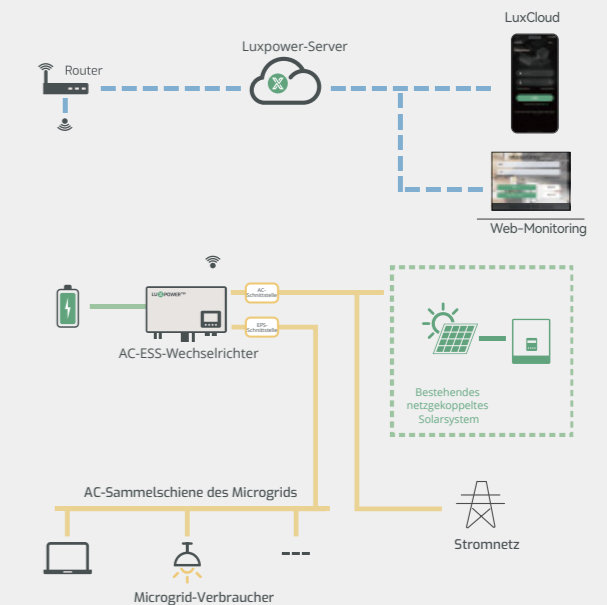 LuxCloud
Luxpower-Server
Router
Web-Monitoring
LUXPOWER
AC-
Schnittstelle
EPS-
Schnittstelle
AC-ESS-Wechselrichter
Bestehendes
netzgekoppeltes
Solarsystem
AC-Sammelschiene des Microgrids
Stromnetz
Microgrid-Verbraucher